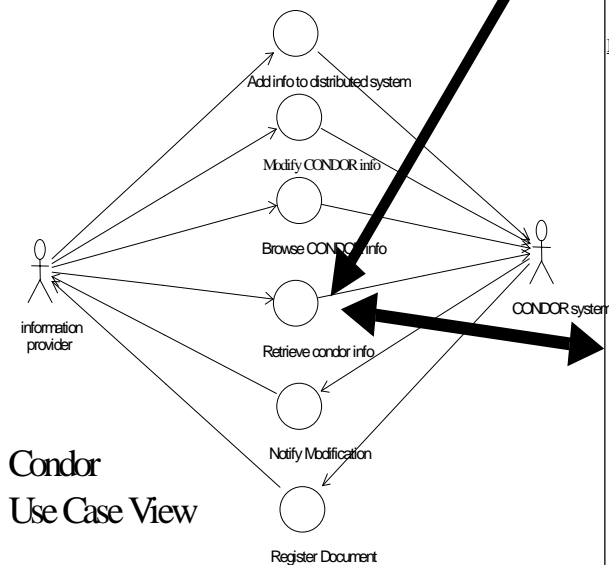 Add info to distributed system
Modify CONDOR info
Browse CONDOR info
information
provider
CONDOR system
Retrieve condor info
Notify Modification
Condor
Use Case View
Register Document